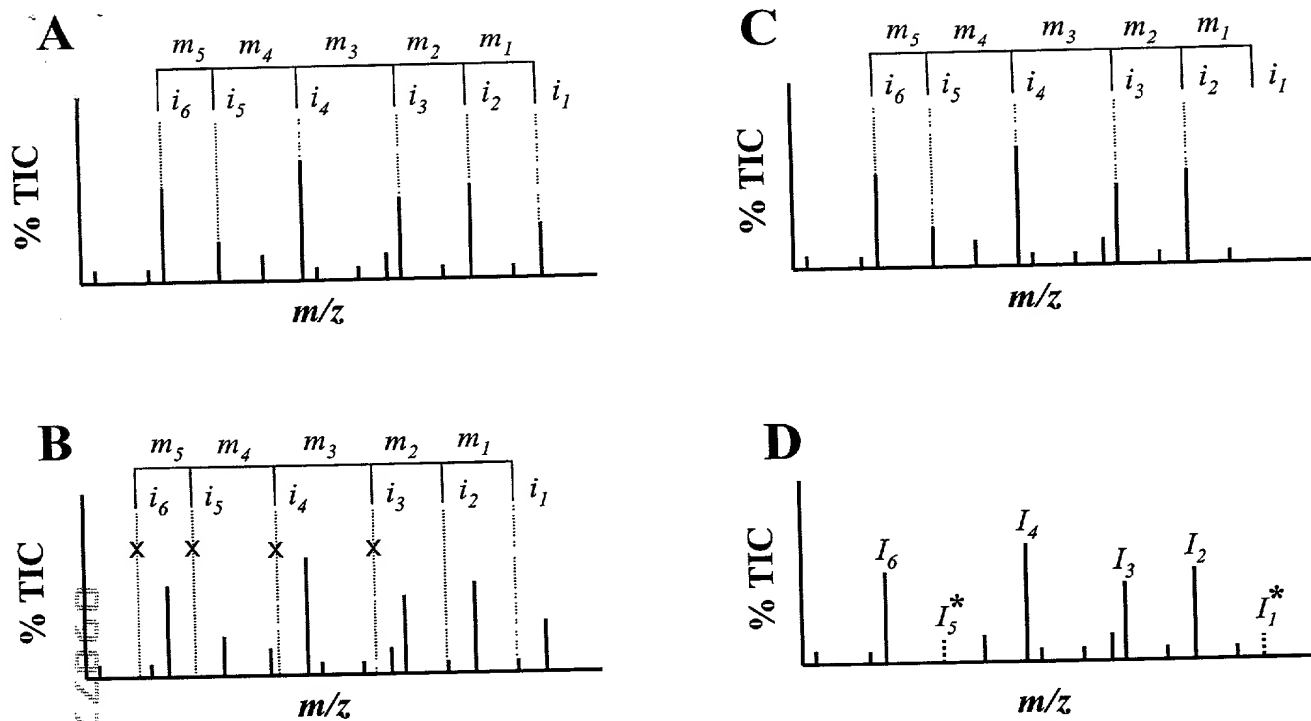 A
m5 m4 m3 m2 m1
i6 i5 i4 i3 i2 i1
% TIC
m/z
B
m5 m4 m3 m2 m1
i6 i5 i4 i3 i2 i1
x x x x
% TIC
m/z
C
m5 m4 m3 m2 m1
i6 i5 i4 i3 i2 i1
% TIC
m/z
D
I6 I5* I4 I3 I2 I1*
% TIC
m/z